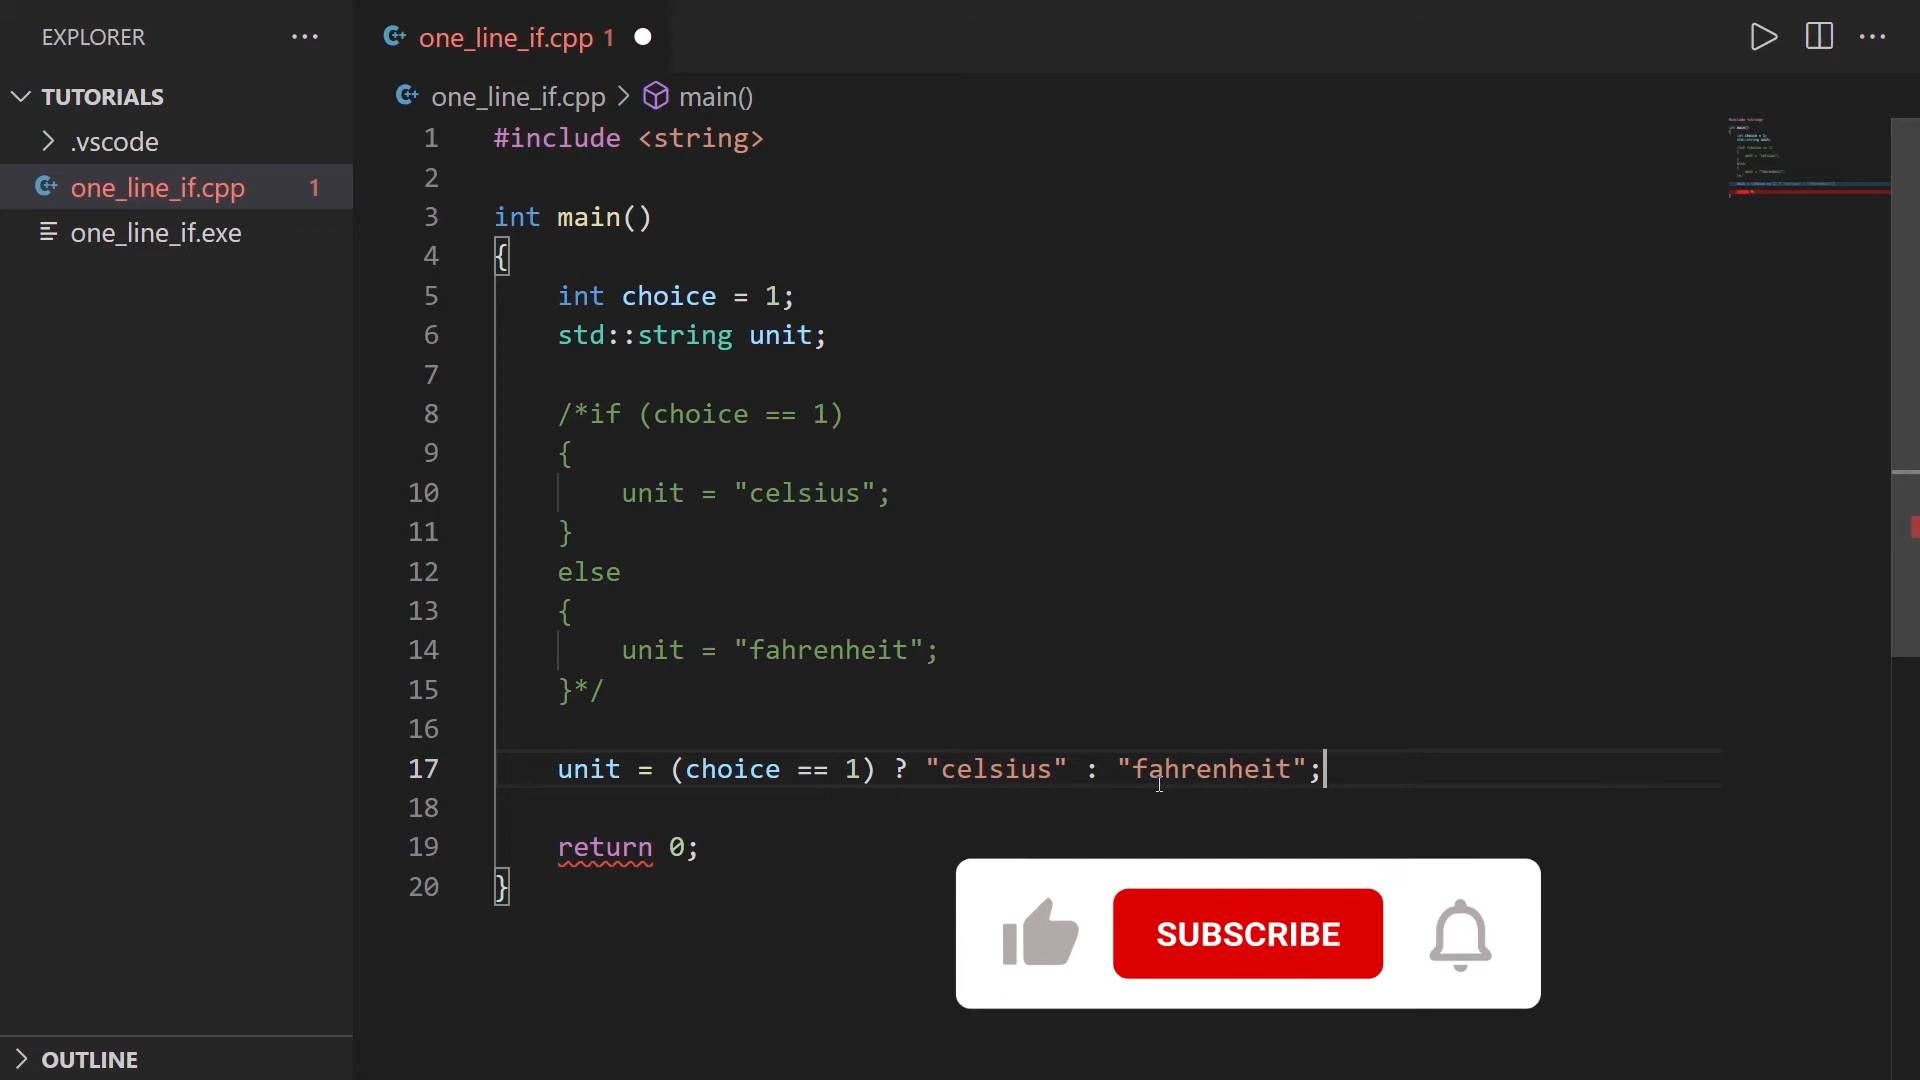 EXPLORER ···
one_line_if.cpp 1
TUTORIALS
one_line_if.cpp > main()
.vscode
one_line_if.cpp 1
one_line_if.exe
1 #include <string>
2
3 int main()
4 {
5 int choice = 1;
6 std::string unit;
7
8 /*if (choice == 1)
9 {
10 unit = "celsius";
11 }
12 else
13 {
14 unit = "fahrenheit";
15 }*/
16
17 unit = (choice == 1) ? "celsius" : "fahrenheit";
18
19 return 0;
20 }
SUBSCRIBE
OUTLINE